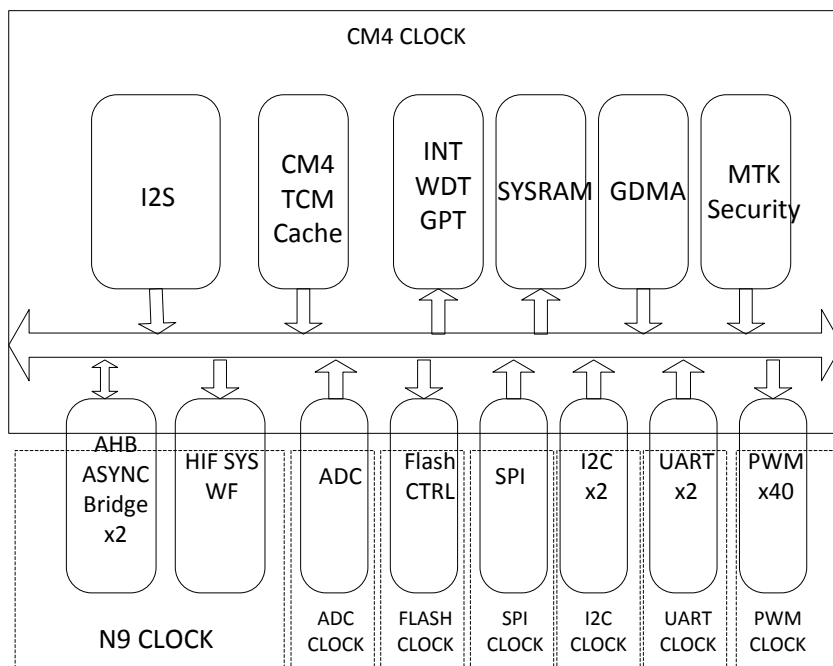 CM4 CLOCK
I2S
CM4
TCM
Cache
INT
WDT
GPT
SYSRAM
GDMA
MTK
Security
AHB
ASYNC
Bridge
x2
HIF SYS
WF
ADC
Flash
CTRL
SPI
I2C
x2
UART
x2
PWM
x40
N9 CLOCK
ADC
CLOCK
FLASH
CLOCK
SPI
CLOCK
I2C
CLOCK
UART
CLOCK
PWM
CLOCK